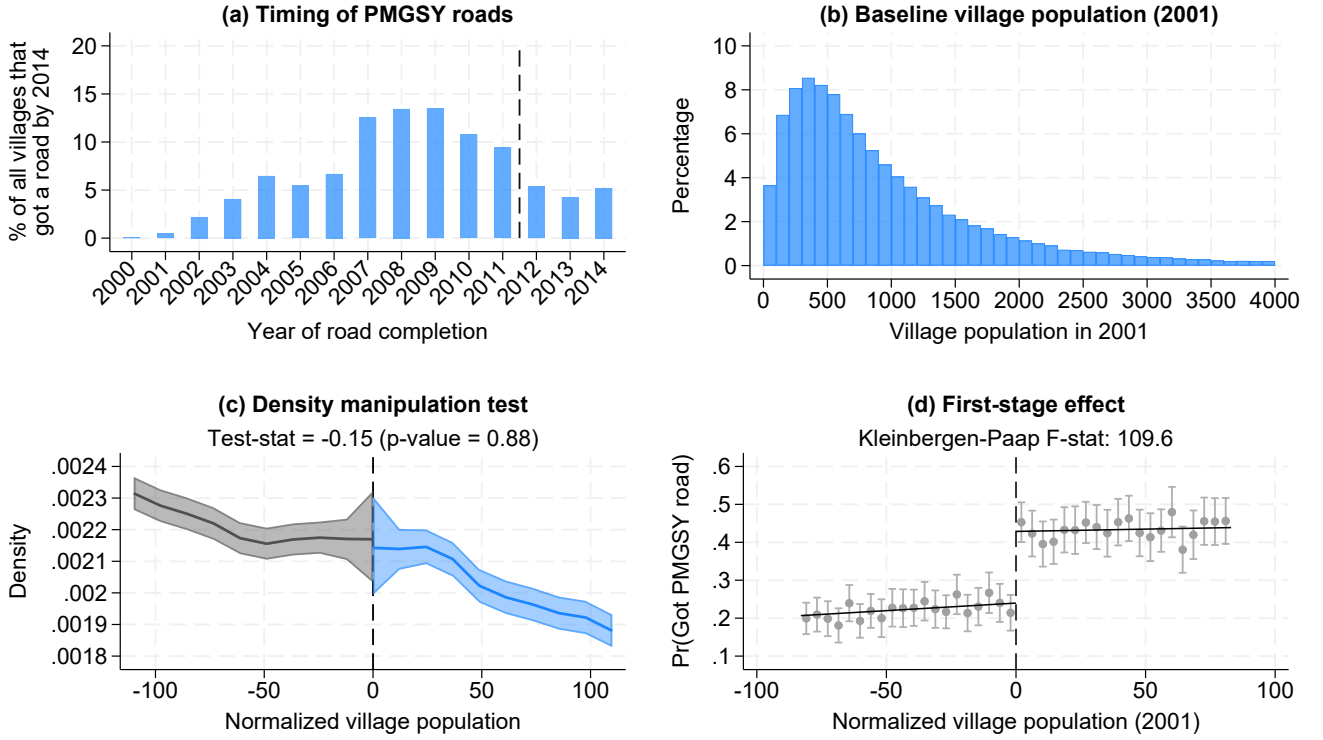 (a) Timing of PMGSY roads
% of all villages that
got a road by 2014
20
15
10
5
0
2000
2001
2002
2003
2004
2005
2006
2007
2008
2009
2010
2011
2012
2013
2014
Year of road completion
(b) Baseline village population (2001)
Percentage
10
8
6
4
2
0
0 500 1000 1500 2000 2500 3000 3500 4000
Village population in 2001
(c) Density manipulation test
Test-stat = -0.15 (p-value = 0.88)
Density
.0024
.0023
.0022
.0021
.002
.0019
.0018
-100 -50 0 50 100
Normalized village population
(d) First-stage effect
Kleinbergen-Paap F-stat: 109.6
Pr(Got PMGSY road)
.6
.5
.4
.3
.2
.1
-100 -50 0 50 100
Normalized village population (2001)